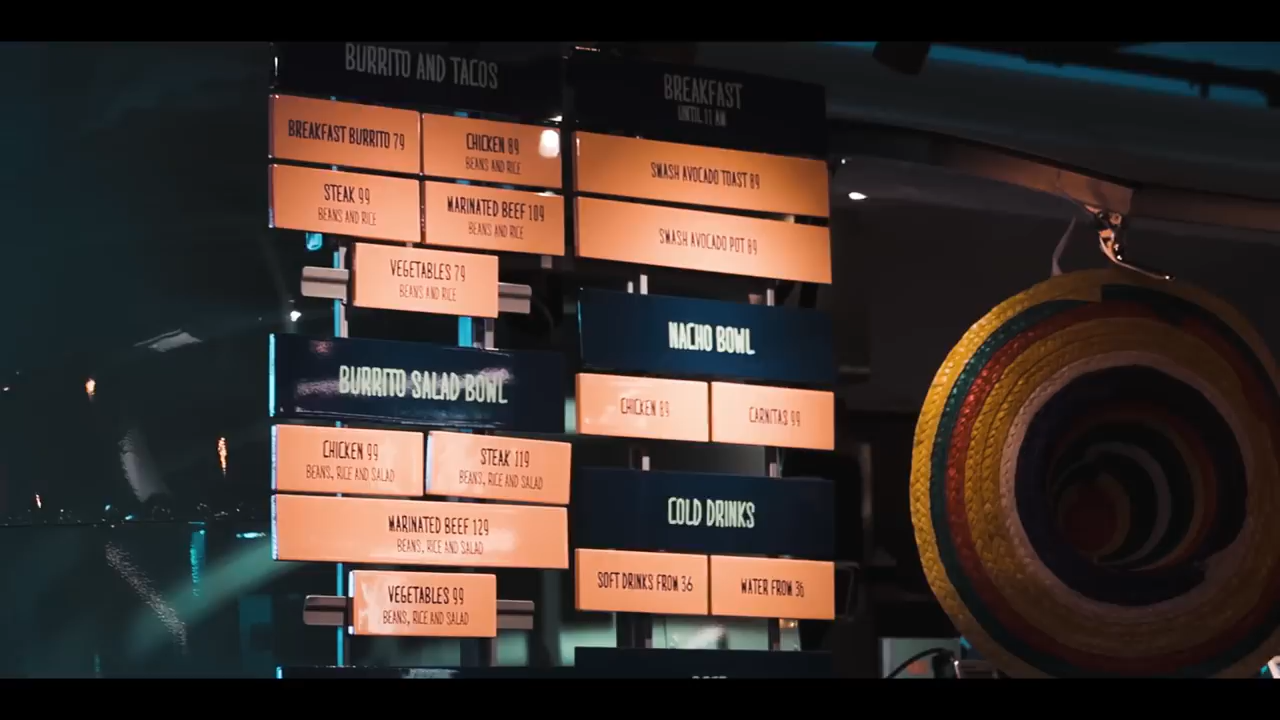 BURRITO AND TACOS
BREAKFAST BURRITO 79
CHICKEN 89
BEANS AND RICE
STEAK 99
BEANS AND RICE
MARINATED BEEF 109
BEANS AND RICE
VEGETABLES 79
BEANS AND RICE
BURRITO SALAD BOWL
CHICKEN 99
BEANS, RICE AND SALAD
STEAK 119
BEANS, RICE AND SALAD
MARINATED BEEF 129
BEANS, RICE AND SALAD
VEGETABLES 99
BEANS, RICE AND SALAD
BREAKFAST
UNTIL 11 AM
SMASH AVOCADO TOAST 89
SMASH AVOCADO POT 89
NACHO BOWL
CHICKEN 89
CARNITAS 99
COLD DRINKS
SOFT DRINKS FROM 36
WATER FROM 36